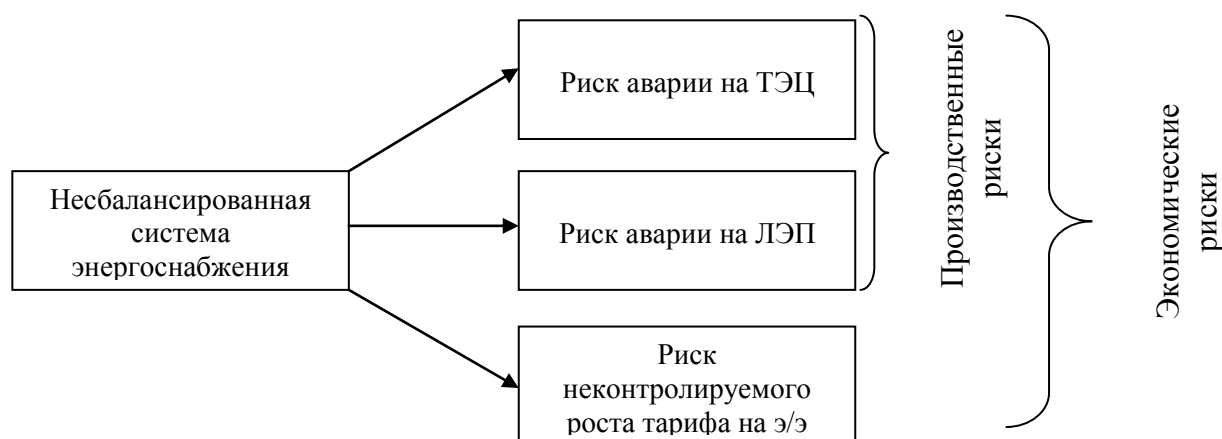 Риск аварии на ТЭЦ
Несбалансированная
система
энергоснабжения
Риск аварии на ЛЭП
Риск
неконтролируемого
роста тарифа на э/э
Производственные
риски
Экономические
риски